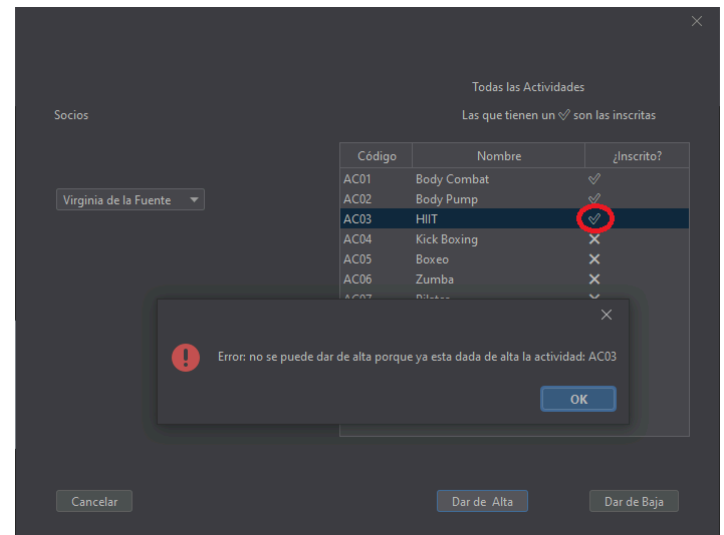 Todas las Actividades
Socios
Las que tienen un ✓ son las inscritas
Código Nombre ¿Inscrito?
AC01 Body Combat ✓
Virginia de la Fuente
AC02 Body Pump ✓
AC03 HIIT ✓
AC04 Kick Boxing ✕
AC05 Boxeo ✕
AC06 Zumba ✕
Error: no se puede dar de alta porque ya esta dada de alta la actividad: AC03
OK
Cancelar Dar de Alta Dar de Baja